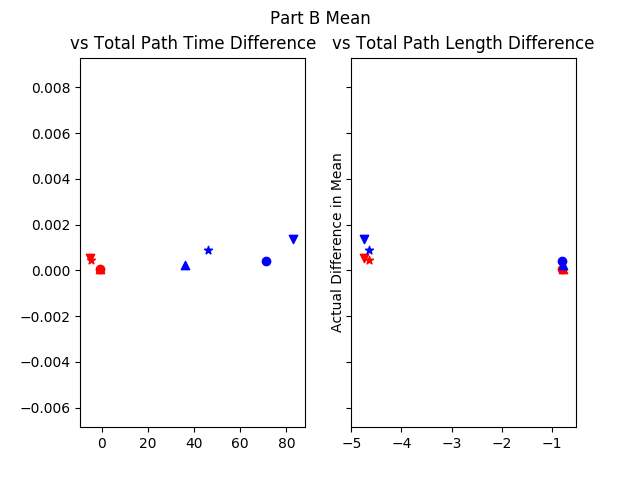 Part B Mean
vs Total Path Time Difference
vs Total Path Length Difference
0.008
0.006
0.004
0.002
0.000
−0.002
−0.004
−0.006
0 20 40 60 80
Actual Difference in Mean
−5 −4 −3 −2 −1